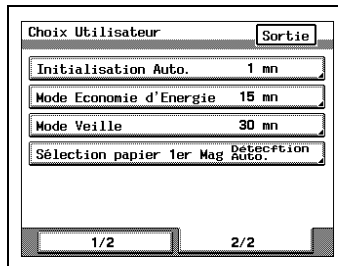 Choix Utilisateur
Sortie
Initialisation Auto. 1 mn
Mode Economie d'Energie 15 mn
Mode Veille 30 mn
Sélection papier 1er Mag Détecftion
Auto.
1/2 2/2